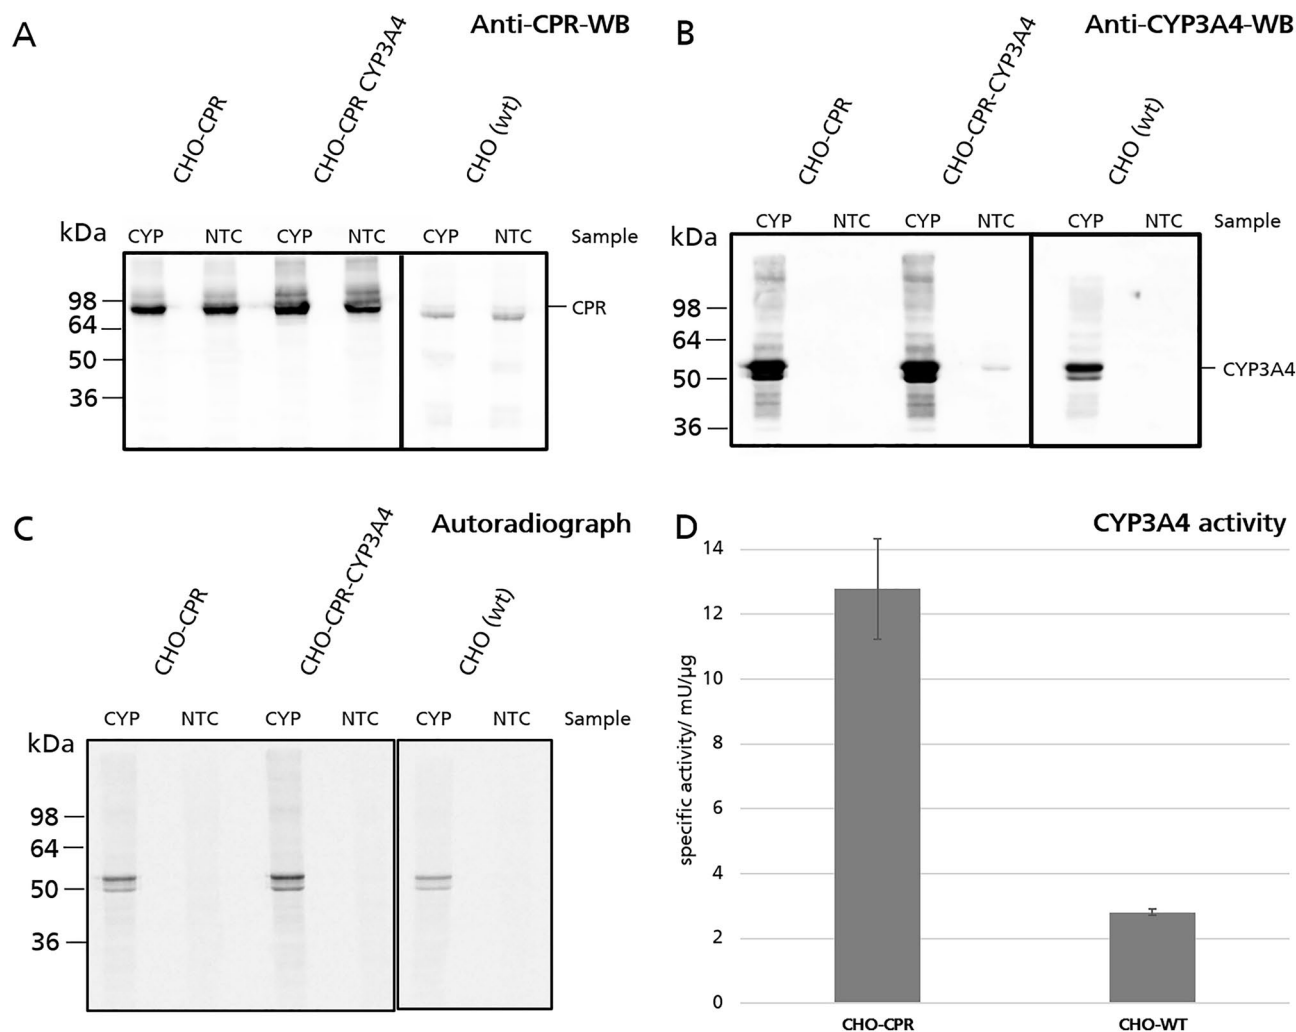 A
Anti-CPR-WB
CHO-CPR
CHO-CPR CYP3A4
CHO (wt)
kDa
CYP NTC CYP NTC CYP NTC Sample
98
64
50
36
CPR
B
Anti-CYP3A4-WB
CHO-CPR
CHO-CPR-CYP3A4
CHO (wt)
kDa
CYP NTC CYP NTC CYP NTC Sample
98
64
50
36
CYP3A4
C
Autoradiograph
CHO-CPR
CHO-CPR-CYP3A4
CHO (wt)
kDa
CYP NTC CYP NTC CYP NTC Sample
98
64
50
36
D
CYP3A4 activity
specific activity/ mU/µg
14
12
10
8
6
4
2
0
CHO-CPR
CHO-WT